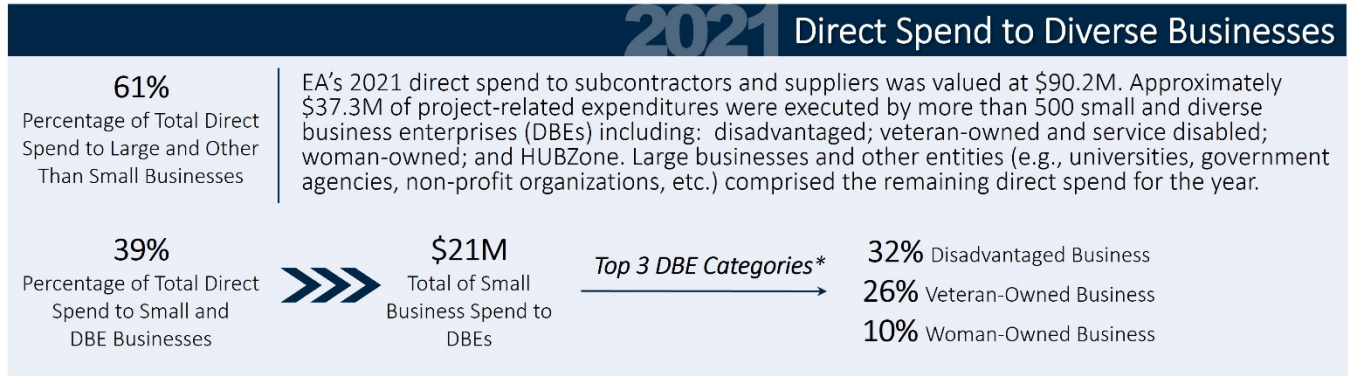 2021 Direct Spend to Diverse Businesses
61%
Percentage of Total Direct
Spend to Large and Other
Than Small Businesses
EA's 2021 direct spend to subcontractors and suppliers was valued at $90.2M. Approximately
$37.3M of project-related expenditures were executed by more than 500 small and diverse
business enterprises (DBEs) including: disadvantaged; veteran-owned and service disabled;
woman-owned; and HUBZone. Large businesses and other entities (e.g., universities, government
agencies, non-profit organizations, etc.) comprised the remaining direct spend for the year.
39%
Percentage of Total Direct
Spend to Small and
DBE Businesses
$21M
Total of Small
Business Spend to
DBEs
Top 3 DBE Categories*
32% Disadvantaged Business
26% Veteran-Owned Business
10% Woman-Owned Business